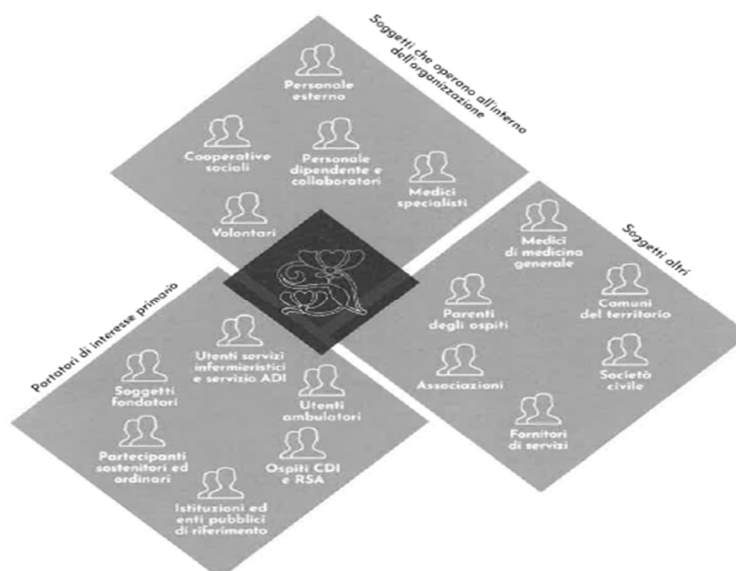 Soggetti che operano all'interno
dell'organizzazione
Personale
esterno
Cooperative
sociali
Personale
dipendente e
collaboratori
Medici
specialisti
Volontari
Soggetti altri
Medici
di medicina
generale
Parenti
degli ospiti
Comuni
del territorio
Associazioni
Società
civile
Fornitori
di servizi
Portatori di interesse primario
Utenti servizi
infermieristici
e servizio ADI
Soggetti
fondatori
Utenti
ambulatori
Partecipanti
sostenitori ed
ordinari
Ospiti CDI
e RSA
Istituzioni ed
enti pubblici
di riferimento